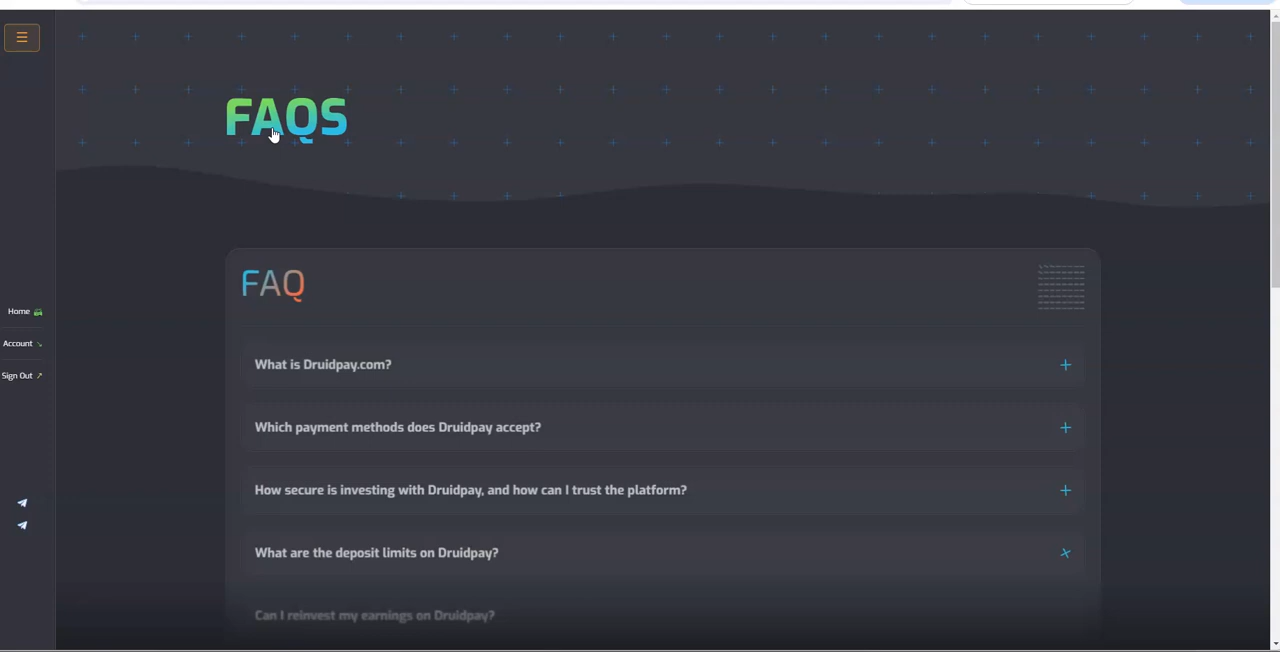 FAQS
FAQ
What is Druidpay.com?
Which payment methods does Druidpay accept?
How secure is investing with Druidpay, and how can I trust the platform?
What are the deposit limits on Druidpay?
Can I reinvest my earnings on Druidpay?
Home
Account
Sign Out